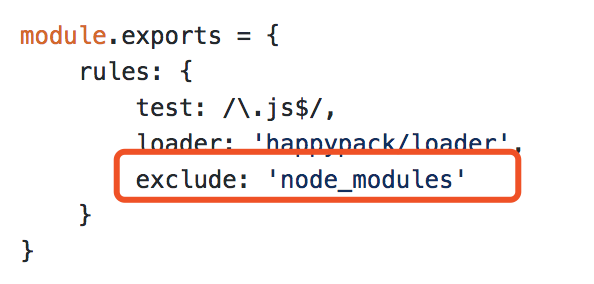 module.exports = {
    rules: {
        test: /\.js$/,
        loader: 'happypack/loader',
        exclude: 'node_modules'
    }
}